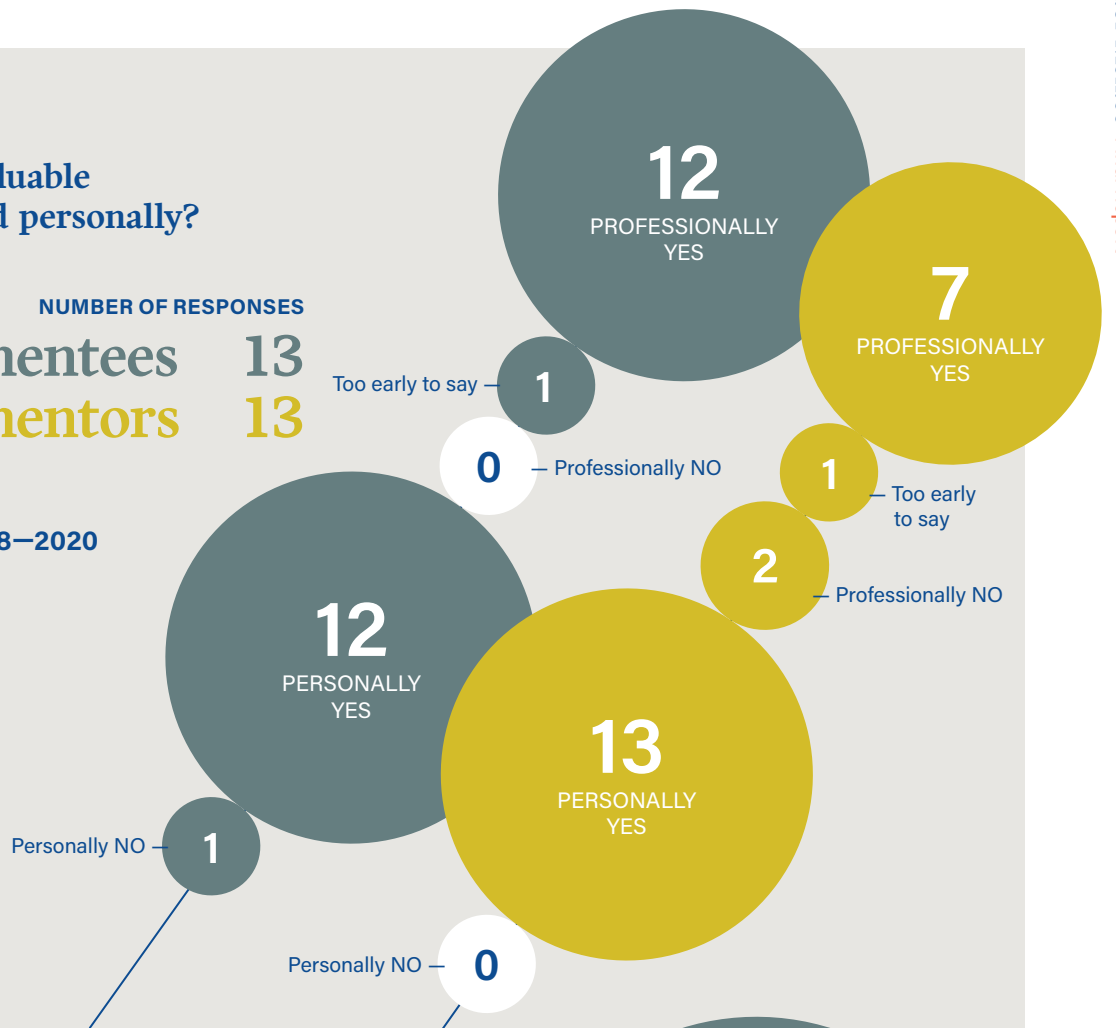 luable
d personally?
NUMBER OF RESPONSES
mentees 13
mentors 13
8—2020
12
PROFESSIONALLY
YES
7
PROFESSIONALLY
YES
1
Too early to say
0
Professionally NO
1
Too early
to say
2
Professionally NO
12
PERSONALLY
YES
13
PERSONALLY
YES
1
Personally NO
0
Personally NO